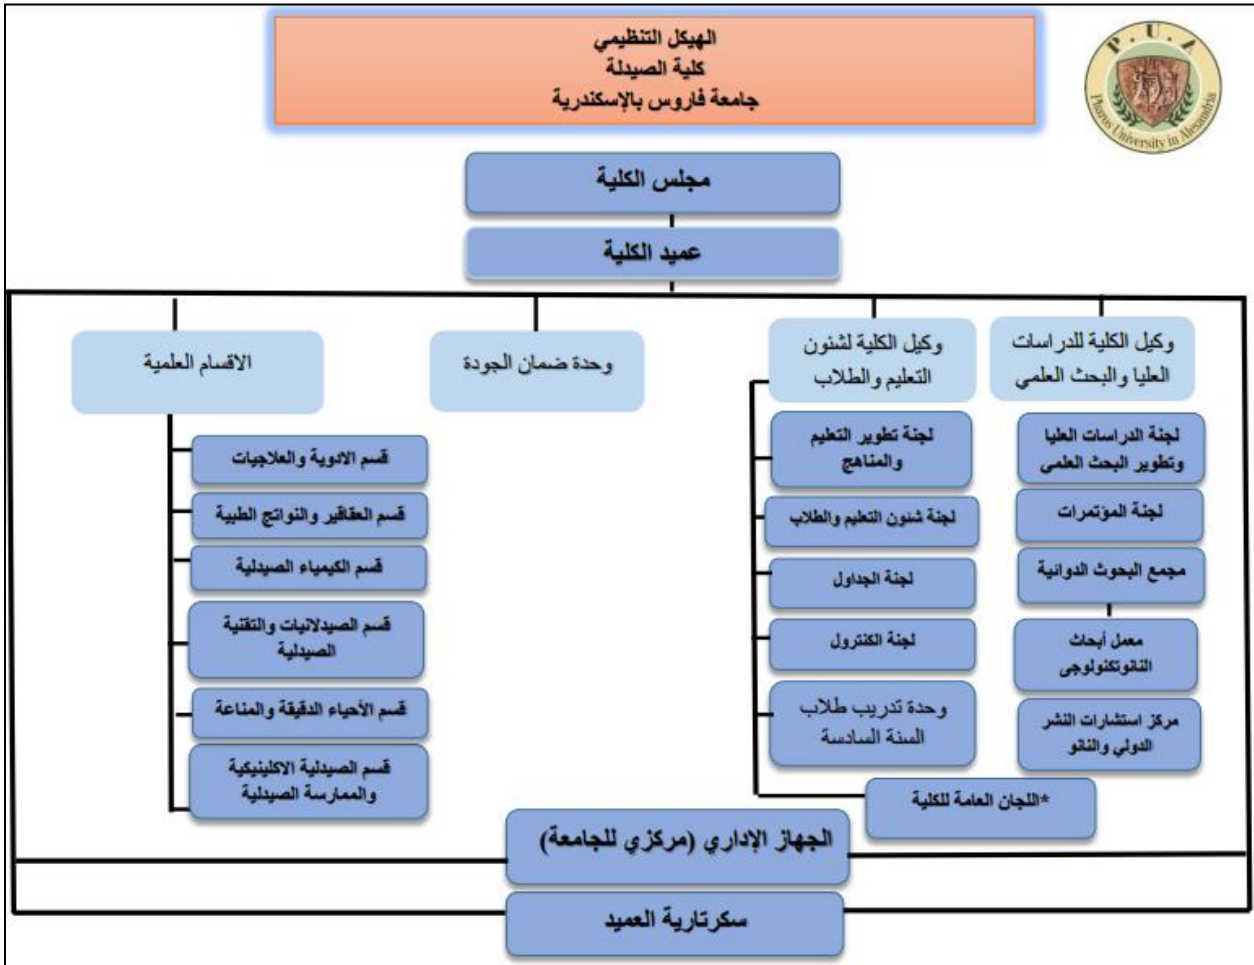 الهيكل التنظيمي
كلية الصيدلة
جامعة فاروس بالإسكندرية
P.U.A
Pharos University in Alexandria
مجلس الكلية
عميد الكلية
وكيل الكلية للدراسات
العليا والبحث العلمي
وكيل الكلية لشئون
التعليم والطلاب
وحدة ضمان الجودة
الاقسام العلمية
لجنة الدراسات العليا
وتطوير البحث العلمى
لجنة المؤتمرات
مجمع البحوث الدوائية
معمل أبحاث
النانوتكنولوجى
مركز استشارات النشر
الدولي والنانو
لجنة تطوير التعليم
والمناهج
لجنة شئون التعليم والطلاب
لجنة الجداول
لجنة الكنترول
وحدة تدريب طلاب
السنة السادسة
*اللجان العامة للكلية
قسم الادوية والعلاجيات
قسم العقاقير والنواتج الطبية
قسم الكيمياء الصيدلية
قسم الصيدلانيات والتقنية
الصيدلية
قسم الأحياء الدقيقة والمناعة
قسم الصيدلية الاكلينيكية
والممارسة الصيدلية
الجهاز الإداري (مركزي للجامعة)
سكرتارية العميد